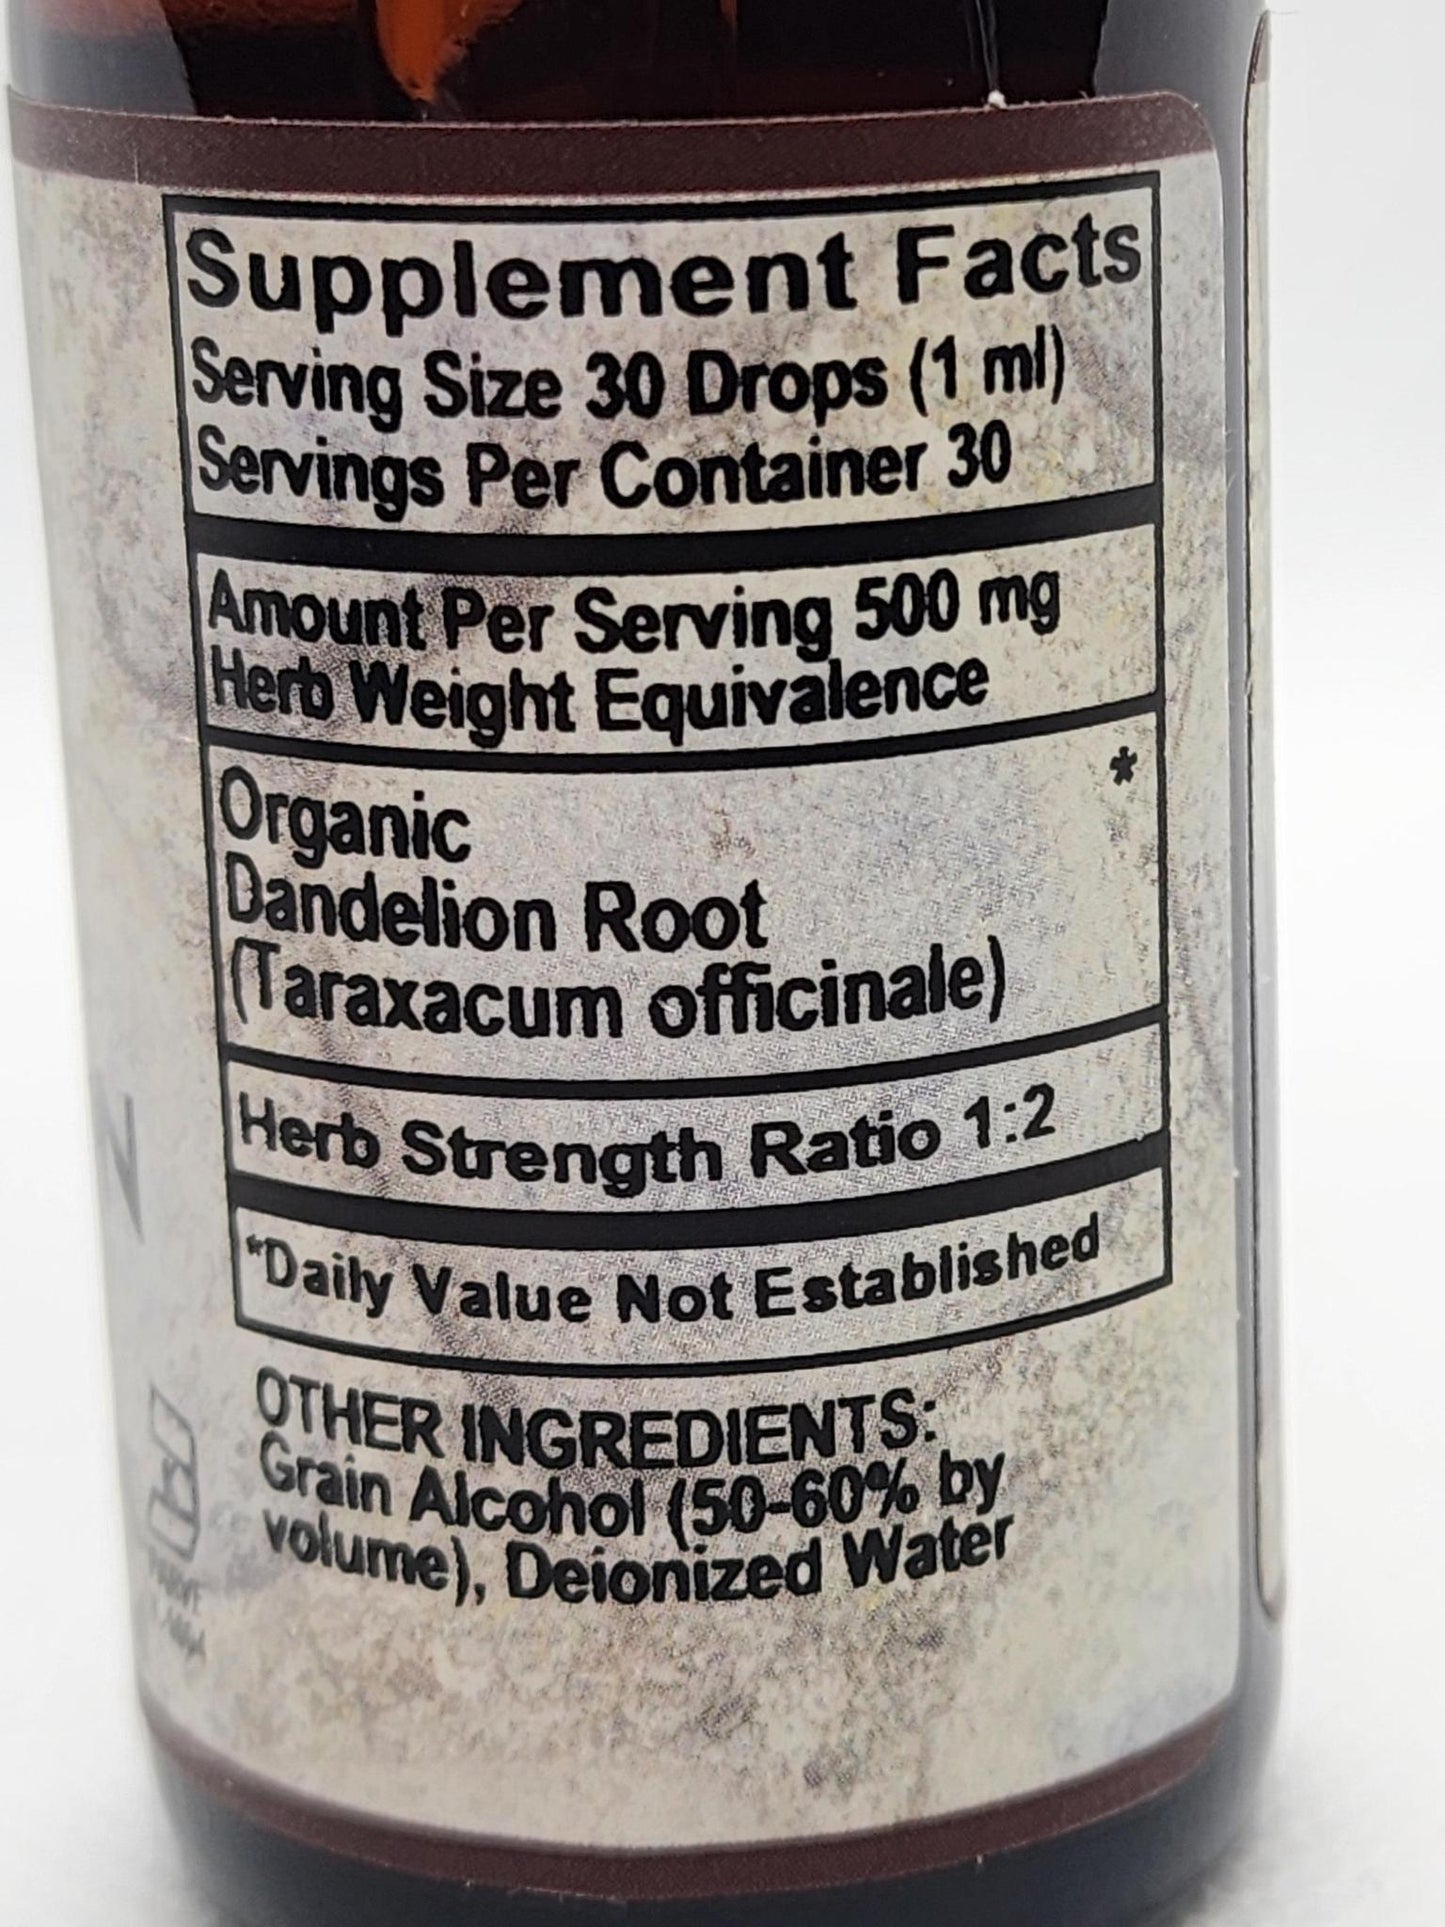 Supplement Facts
Serving Size 30 Drops (1 ml)
Servings Per Container 30
Amount Per Serving 500 mg
Herb Weight Equivalence
*
Organic
Dandelion Root
(Taraxacum officinale)
Herb Strength Ratio 1:2
*Daily Value Not Established
OTHER INGREDIENTS:
Grain Alcohol (50-60% by
volume), Deionized Water